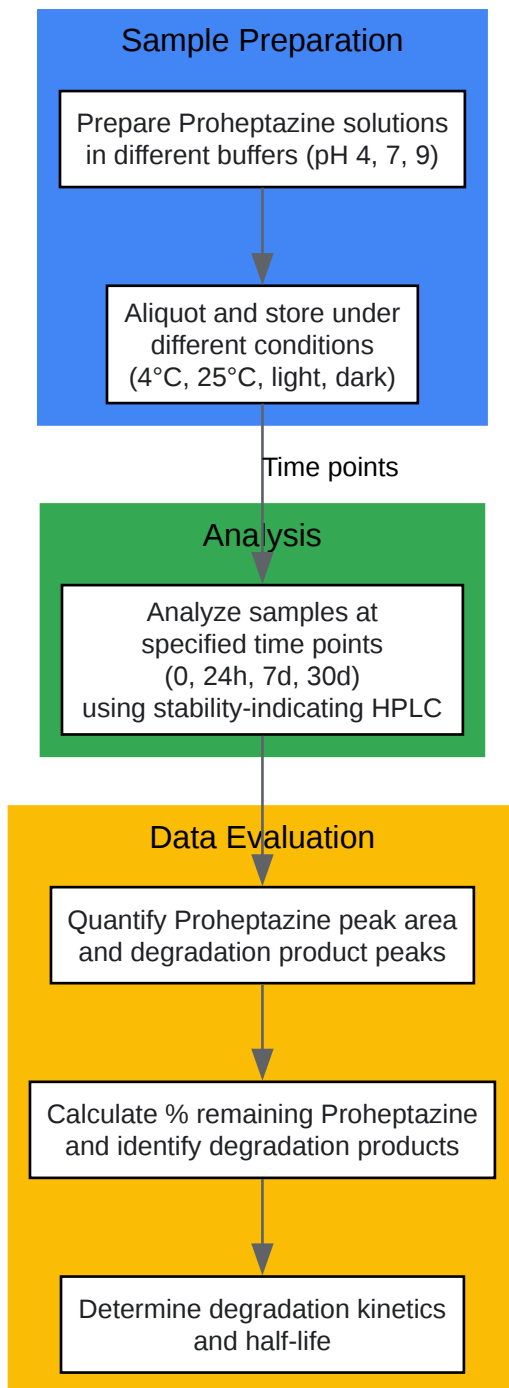 Sample Preparation
Prepare Proheptazine solutions
in different buffers (pH 4, 7, 9)
Aliquot and store under
different conditions
(4°C, 25°C, light, dark)
Time points
Analysis
Analyze samples at
specified time points
(0, 24h, 7d, 30d)
using stability-indicating HPLC
Data Evaluation
Quantify Proheptazine peak area
and degradation product peaks
Calculate % remaining Proheptazine
and identify degradation products
Determine degradation kinetics
and half-life